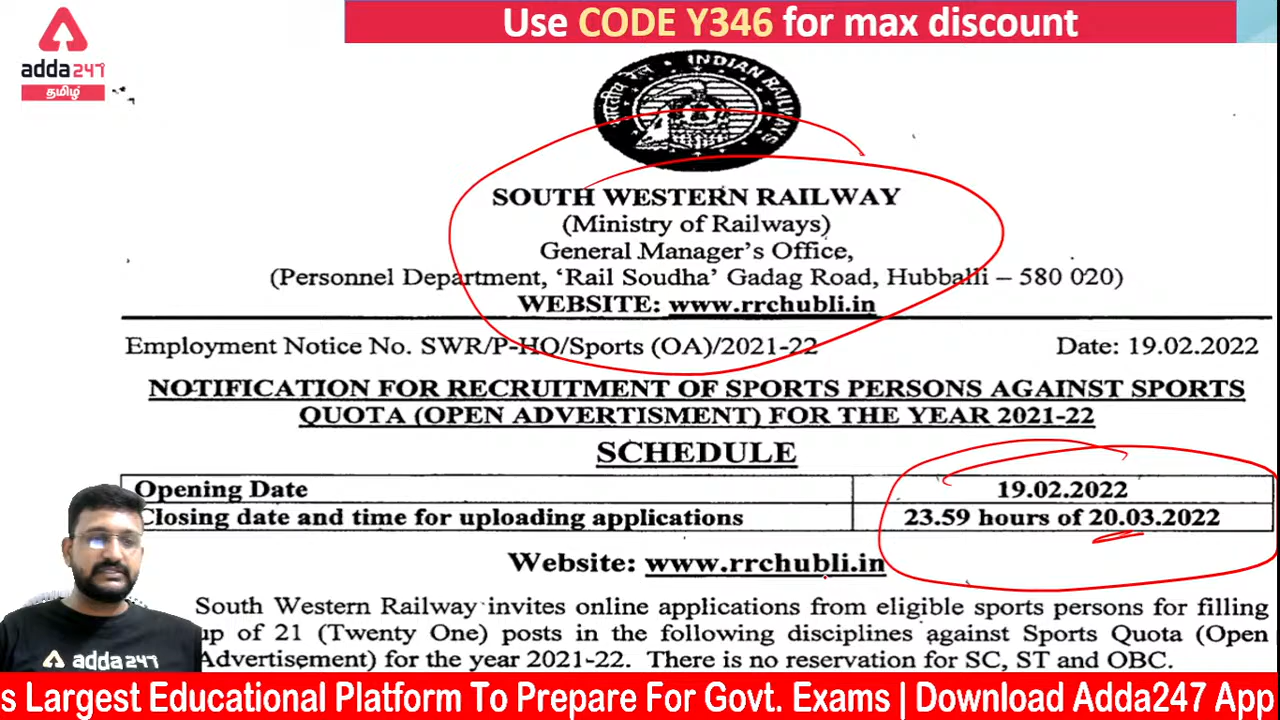 Use CODE Y346 for max discount
adda247
தமிழ்
भारतीय रेल INDIAN RAILWAYS
SOUTH WESTERN RAILWAY
(Ministry of Railways)
General Manager's Office,
(Personnel Department, 'Rail Soudha' Gadag Road, Hubballi – 580 020)
WEBSITE: www.rrchubli.in
Employment Notice No. SWR/P-HQ/Sports (OA)/2021-22 Date: 19.02.2022
NOTIFICATION FOR RECRUITMENT OF SPORTS PERSONS AGAINST SPORTS
QUOTA (OPEN ADVERTISMENT) FOR THE YEAR 2021-22
SCHEDULE
Opening Date 19.02.2022
Closing date and time for uploading applications 23.59 hours of 20.03.2022
Website: www.rrchubli.in
South Western Railway invites online applications from eligible sports persons for filling
up of 21 (Twenty One) posts in the following disciplines against Sports Quota (Open
Advertisement) for the year 2021-22. There is no reservation for SC, ST and OBC.
adda247
s Largest Educational Platform To Prepare For Govt. Exams | Download Adda247 App